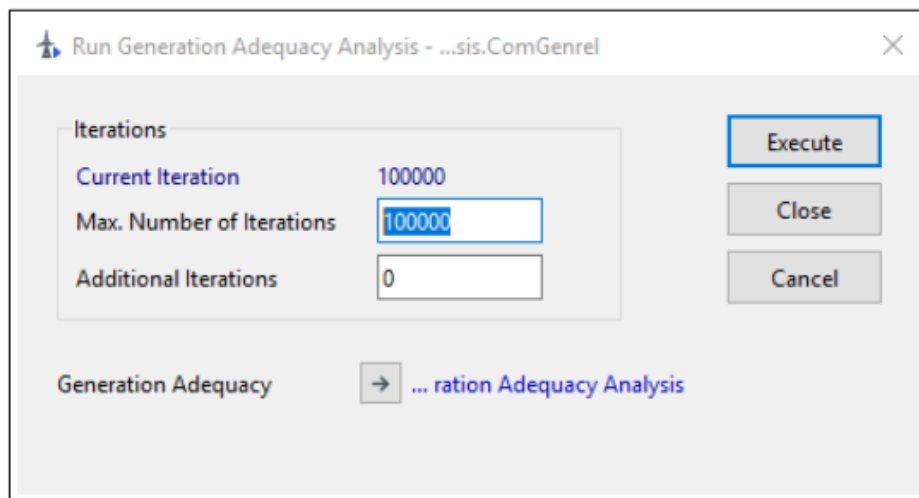 Run Generation Adequacy Analysis - ...sis.ComGenrel
Iterations
Current Iteration 100000
Max. Number of Iterations 100000
Additional Iterations 0
Execute
Close
Cancel
Generation Adequacy ... ration Adequacy Analysis